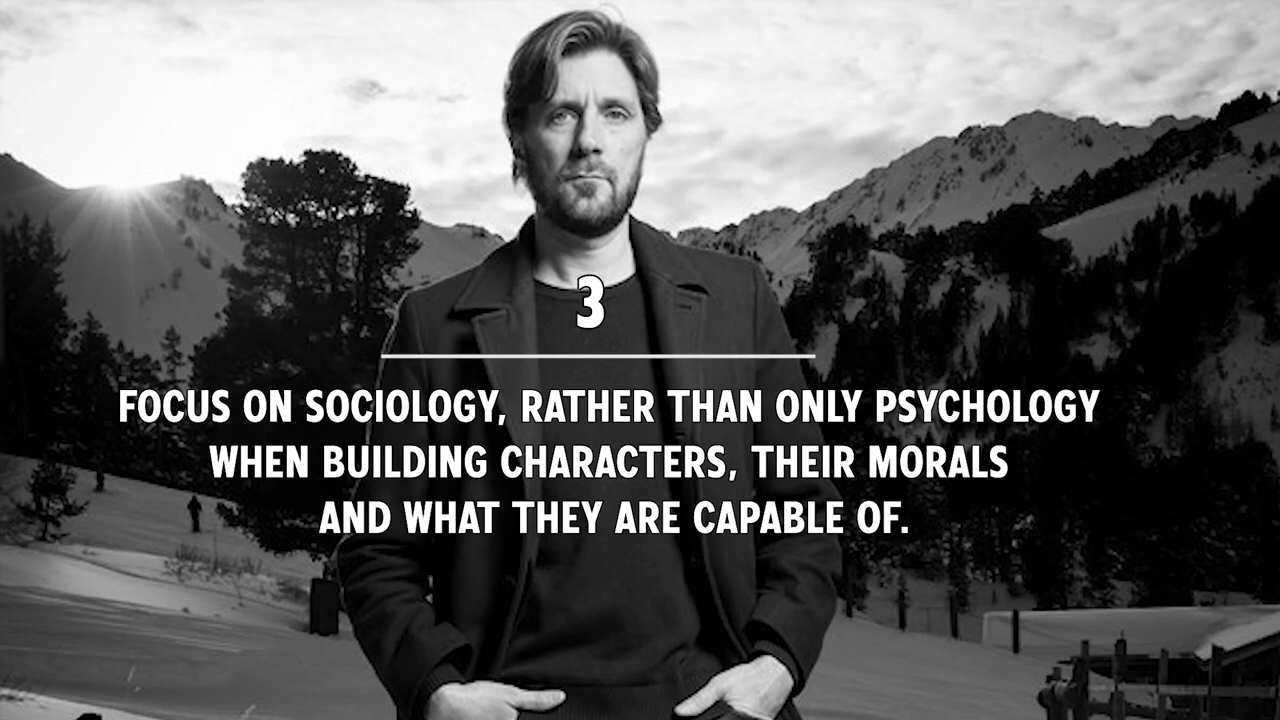 3
FOCUS ON SOCIOLOGY, RATHER THAN ONLY PSYCHOLOGY
WHEN BUILDING CHARACTERS, THEIR MORALS
AND WHAT THEY ARE CAPABLE OF.